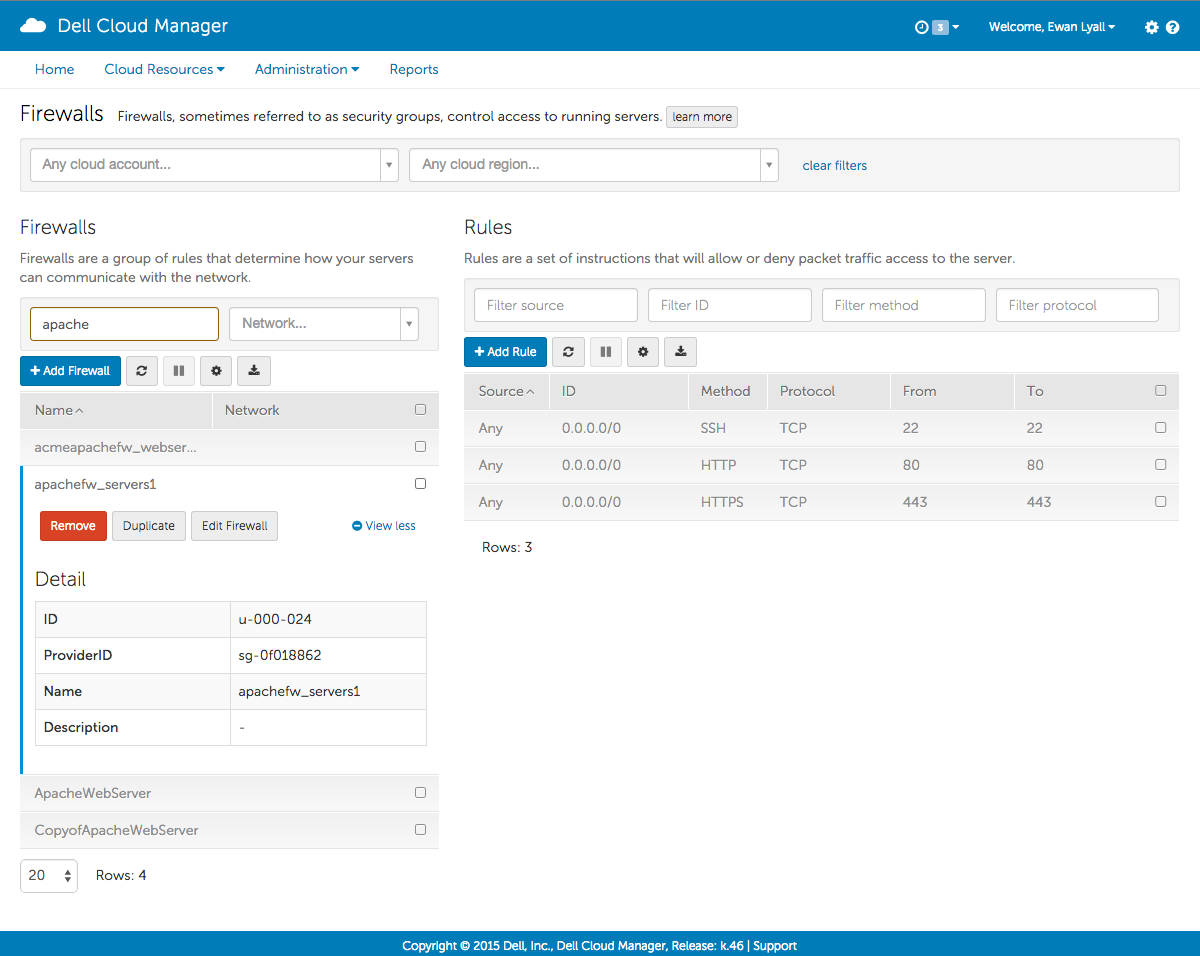 Dell Cloud Manager
3
Welcome, Ewan Lyall
Home Cloud Resources Administration Reports
Firewalls Firewalls, sometimes referred to as security groups, control access to running servers. learn more
Any cloud account... Any cloud region... clear filters
Firewalls
Firewalls are a group of rules that determine how your servers
can communicate with the network.
apache Network...
+ Add Firewall
Name Network
acmeapachefw_webser...
apachefw_servers1
Remove Duplicate Edit Firewall View less
Detail
ID u-000-024
ProviderID sg-0f018862
Name apachefw_servers1
Description -
ApacheWebServer
CopyofApacheWebServer
20 Rows: 4
Rules
Rules are a set of instructions that will allow or deny packet traffic access to the server.
Filter source Filter ID Filter method Filter protocol
+ Add Rule
Source ID Method Protocol From To
Any 0.0.0.0/0 SSH TCP 22 22
Any 0.0.0.0/0 HTTP TCP 80 80
Any 0.0.0.0/0 HTTPS TCP 443 443
Rows: 3
Copyright © 2015 Dell, Inc., Dell Cloud Manager, Release: k.46 | Support